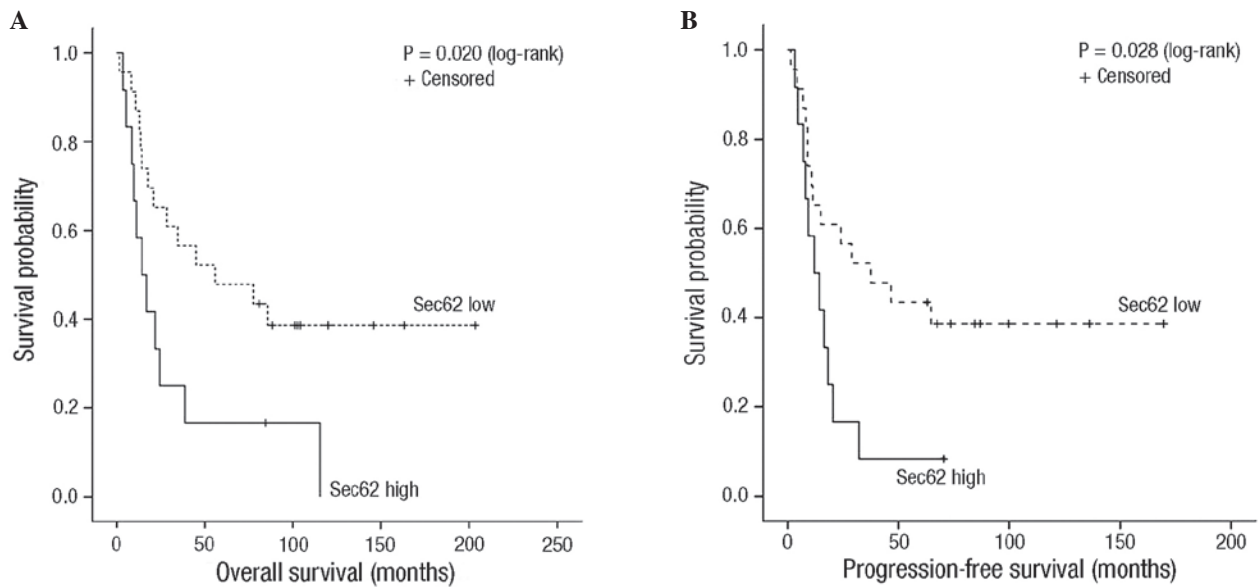 A
P = 0.020 (log-rank)
+ Censored
Survival probability
1.0
0.8
0.6
0.4
0.2
0.0
Sec62 low
Sec62 high
0 50 100 150 200 250
Overall survival (months)
B
P = 0.028 (log-rank)
+ Censored
Survival probability
1.0
0.8
0.6
0.4
0.2
0.0
Sec62 low
Sec62 high
0 50 100 150 200
Progression-free survival (months)